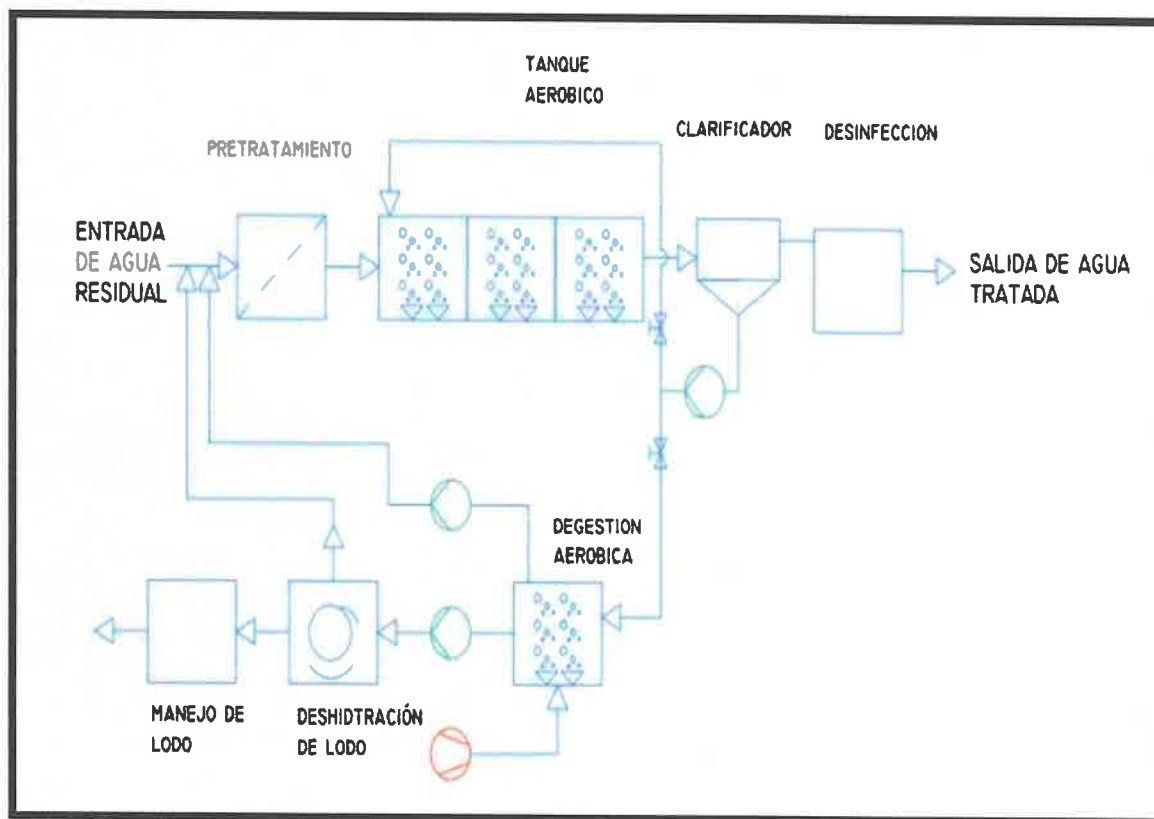 TANQUE
AEROBICO
CLARIFICADOR
DESINFECCION
PRETRATAMIENTO
ENTRADA
DE AGUA
RESIDUAL
SALIDA DE AGUA
TRATADA
DEGESTION
AEROBICA
MANEJO DE
LODO
DESHIDTRACIÓN
DE LODO